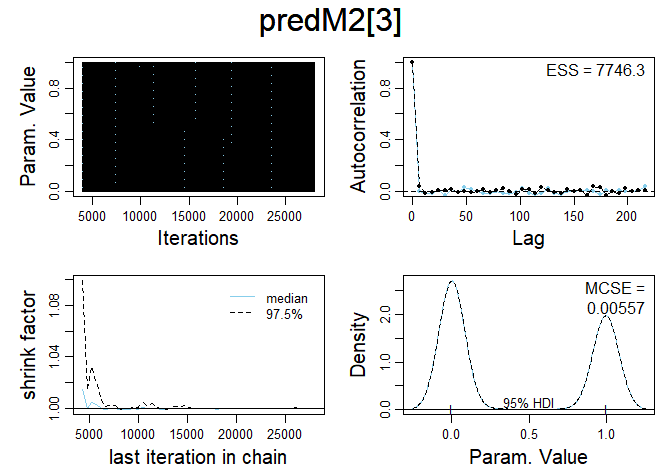 predM2[3]
Param. Value
0.0 0.4 0.8
5000 10000 15000 20000 25000
Iterations
Autocorrelation
0.0 0.4 0.8
ESS = 7746.3
0 50 100 150 200
Lag
shrink factor
1.00 1.04 1.08
median
97.5%
5000 10000 15000 20000 25000
last iteration in chain
Density
0.0 1.0 2.0
MCSE =
0.00557
95% HDI
0.0 0.5 1.0
Param. Value